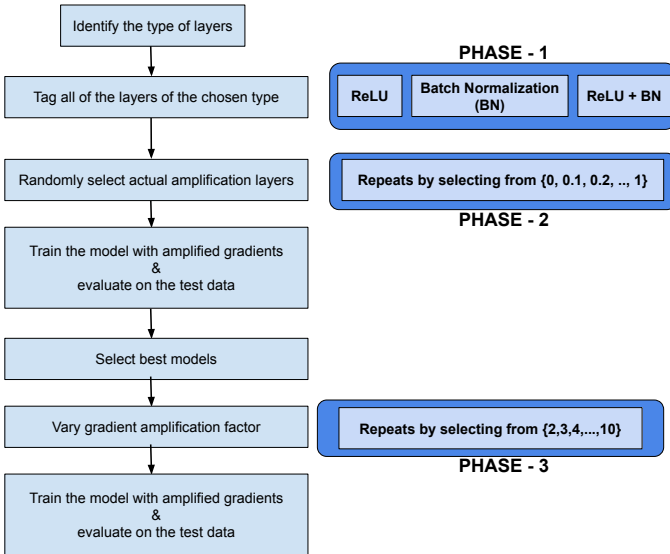 Identify the type of layers
PHASE - 1
Tag all of the layers of the chosen type
ReLU
Batch Normalization
(BN)
ReLU + BN
Randomly select actual amplification layers
Repeats by selecting from {0, 0.1, 0.2, .., 1}
PHASE - 2
Train the model with amplified gradients
&
evaluate on the test data
Select best models
Vary gradient amplification factor
Repeats by selecting from {2,3,4,...,10}
PHASE - 3
Train the model with amplified gradients
&
evaluate on the test data